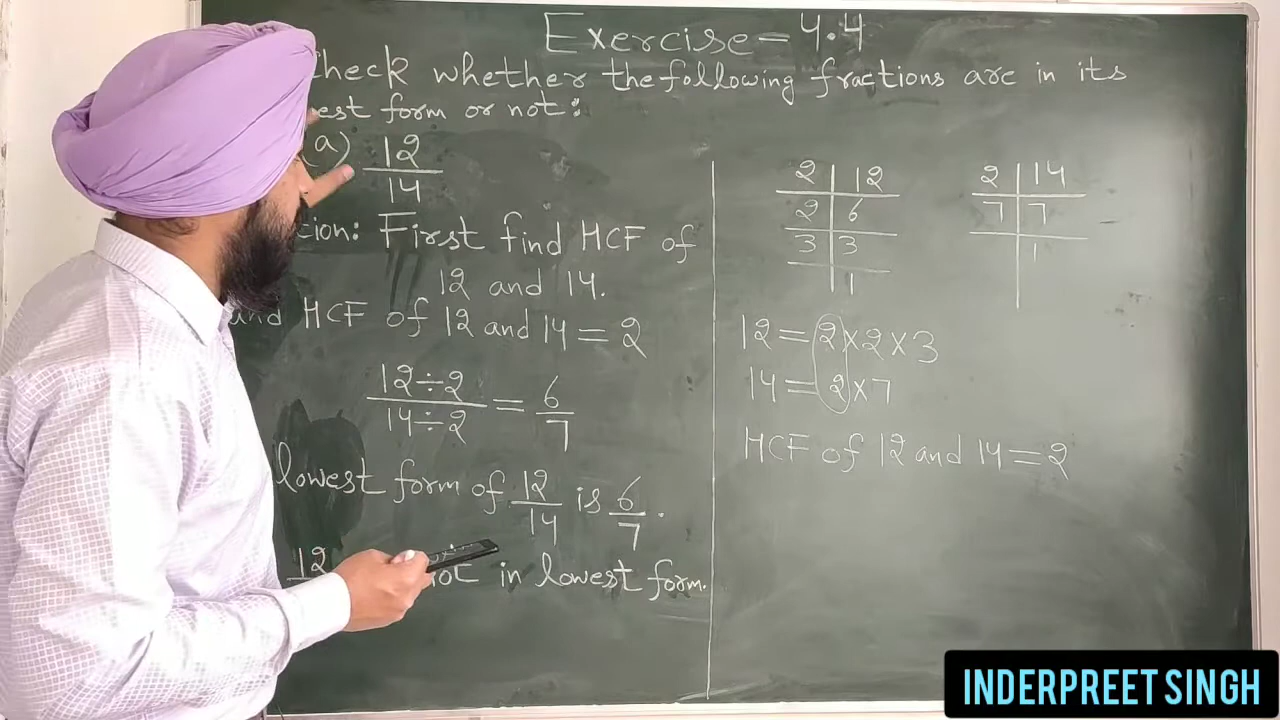 Exercise = 4.4
check whether the following fractions are in its
est form or not:
(a) 12/14
tion: First find HCF of
12 and 14.
and HCF of 12 and 14 = 2
12÷2/14÷2 = 6/7
lowest form of 12/14 is 6/7.
12 not in lowest form.
2 | 12
2 | 6
3 | 3
1
2 | 14
7 | 7
1
12 = 2×2×3
14 = 2×7
HCF of 12 and 14 = 2
INDERPREET SINGH